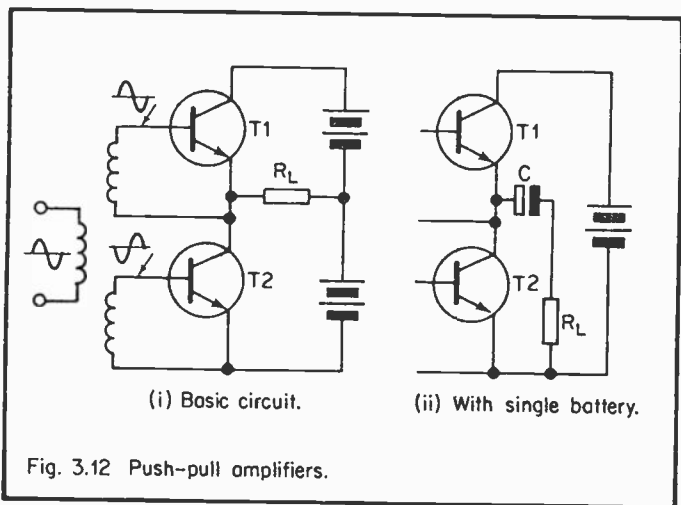 T1
RL
T2
(i) Basic circuit.
T1
C
T2
RL
(ii) With single battery.
Fig. 3.12 Push-pull amplifiers.